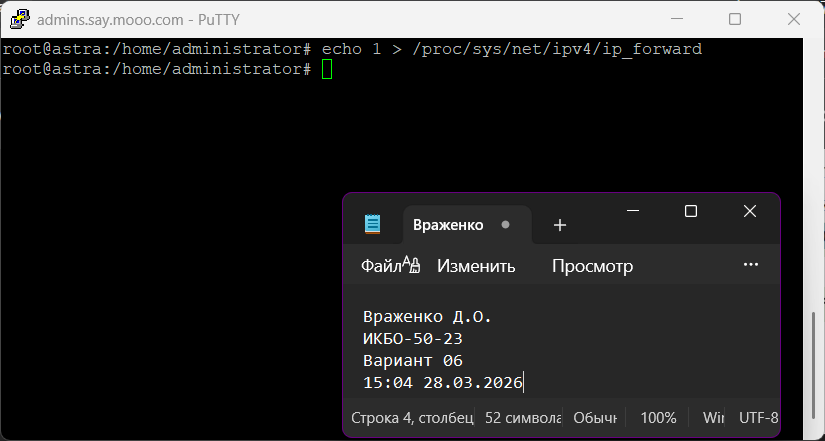 admins.say.mooo.com - PuTTY
root@astra:/home/administrator# echo 1 > /proc/sys/net/ipv4/ip_forward
root@astra:/home/administrator#
Враженко
Файл Изменить Просмотр
Враженко Д.О.
ИКБО-50-23
Вариант 06
15:04 28.03.2026
Строка 4, столбец 52 символа Обычн 100% Wir UTF-8